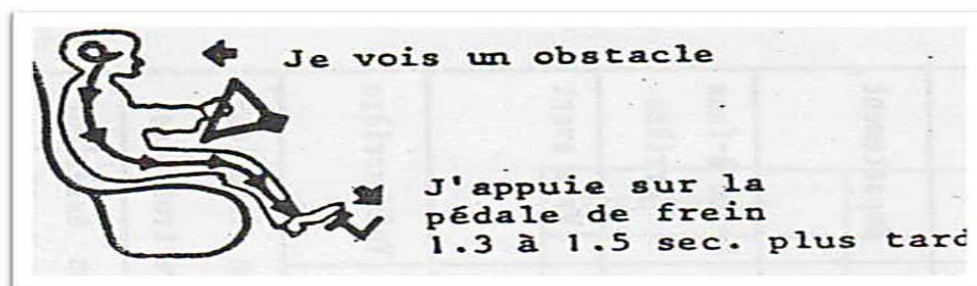 Je vois un obstacle
J'appuie sur la
pédale de frein
1.3 à 1.5 sec. plus tard